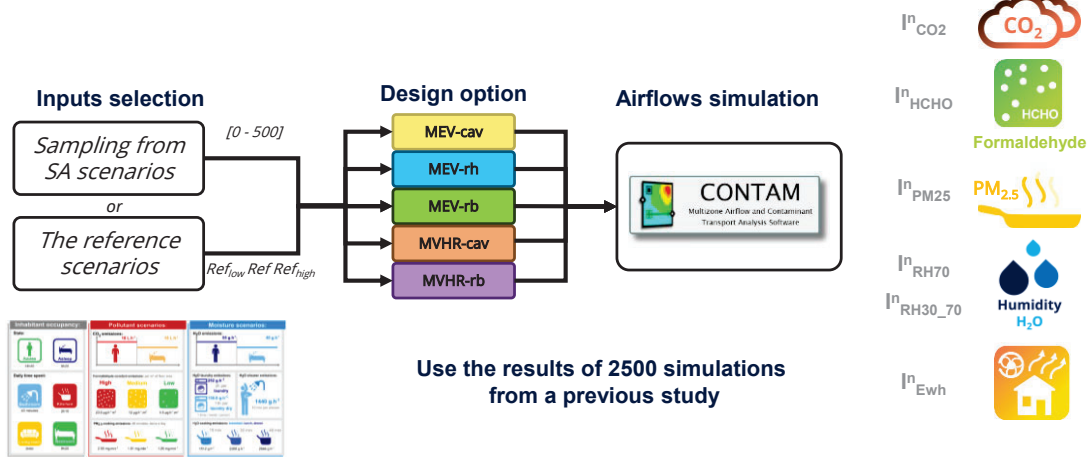 Inputs selection
Sampling from
SA scenarios
or
The reference
scenarios
[0 - 500]
Ref_low Ref Ref_high
Design option
MEV-cav
MEV-rh
MEV-rb
MVHR-cav
MVHR-rb
Airflows simulation
CONTAM
Multizone Airflow and Contaminant
Transport Analysis Software
Use the results of 2500 simulations
from a previous study
I^n_CO2
CO₂
I^n_HCHO
HCHO
Formaldehyde
I^n_PM25
PM₂.₅
I^n_RH70
I^n_RH30_70
Humidity
H₂O
I^n_Ewh
Inhabitant occupancy:
Pollutant scenarios:
Moisture scenarios:
High
Medium
Low